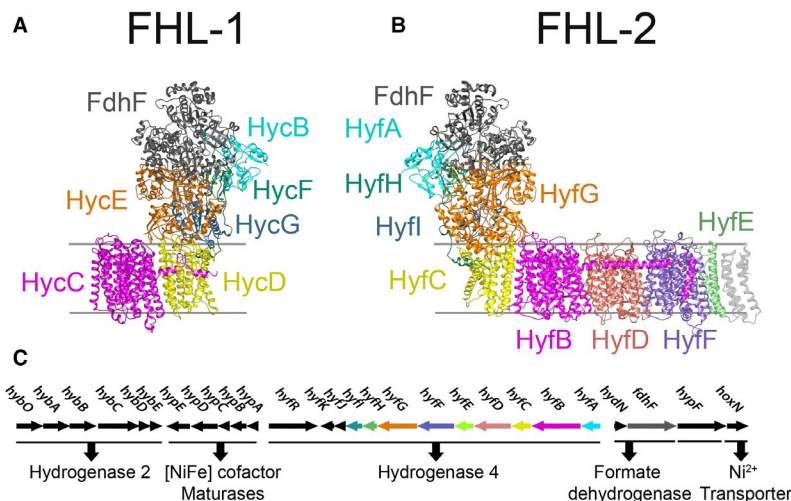 A
FHL-1
B
FHL-2
FdhF
HycB
HycF
HycE
HycG
HycC
HycD
FdhF
HyfA
HyfH
HyfG
HyfI
HyfE
HyfC
HyfB
HyfD
HyfF
C
hybO hybA hybB hybC hybD hybE hypE hypD hypC hypB hypA hyfR hyfK hyfJ hyfI hyfH hyfG hyfF hyfE hyfD hyfC hyfB hyfA hydN fdhF hypF hoxN
Hydrogenase 2
[NiFe] cofactor
Maturases
Hydrogenase 4
Formate
dehydrogenase
Ni²⁺
Transporter